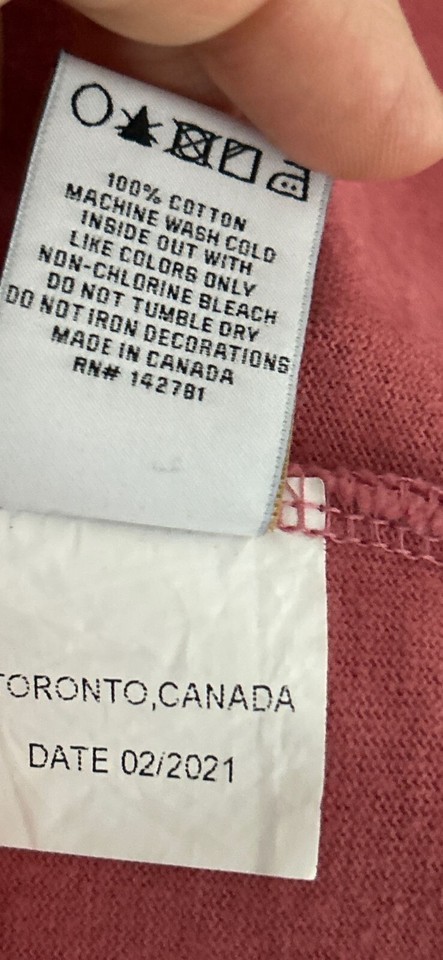 100% COTTON
MACHINE WASH COLD
INSIDE OUT WITH
LIKE COLORS ONLY
NON-CHLORINE BLEACH
DO NOT TUMBLE DRY
DO NOT IRON DECORATIONS
MADE IN CANADA
RN# 142781
TORONTO,CANADA
DATE 02/2021